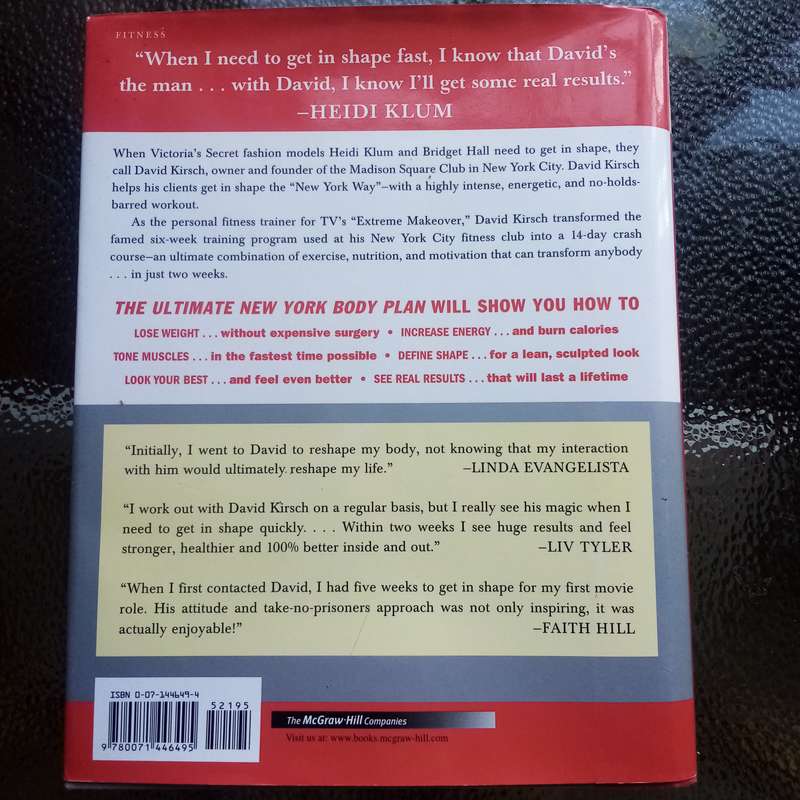 FITNESS
“When I need to get in shape fast, I know that David’s
the man . . . with David, I know I’ll get some real results.”
–HEIDI KLUM
When Victoria’s Secret fashion models Heidi Klum and Bridget Hall need to get in shape, they
call David Kirsch, owner and founder of the Madison Square Club in New York City. David Kirsch
helps his clients get in shape the “New York Way”–with a highly intense, energetic, and no-holds-
barred workout.
As the personal fitness trainer for TV’s “Extreme Makeover,” David Kirsch transformed the
famed six-week training program used at his New York City fitness club into a 14-day crash
course–an ultimate combination of exercise, nutrition, and motivation that can transform anybody
. . . in just two weeks.
THE ULTIMATE NEW YORK BODY PLAN WILL SHOW YOU HOW TO
LOSE WEIGHT . . . without expensive surgery • INCREASE ENERGY . . . and burn calories
TONE MUSCLES . . . in the fastest time possible • DEFINE SHAPE . . . for a lean, sculpted look
LOOK YOUR BEST . . . and feel even better • SEE REAL RESULTS . . . that will last a lifetime
“Initially, I went to David to reshape my body, not knowing that my interaction
with him would ultimately reshape my life.” –LINDA EVANGELISTA
“I work out with David Kirsch on a regular basis, but I really see his magic when I
need to get in shape quickly. . . . Within two weeks I see huge results and feel
stronger, healthier and 100% better inside and out.” –LIV TYLER
“When I first contacted David, I had five weeks to get in shape for my first movie
role. His attitude and take-no-prisoners approach was not only inspiring, it was
actually enjoyable!” –FAITH HILL
ISBN 0-07-144649-4
52195
9 780071 446495
The McGraw·Hill Companies
Visit us at: www.books.mcgraw-hill.com